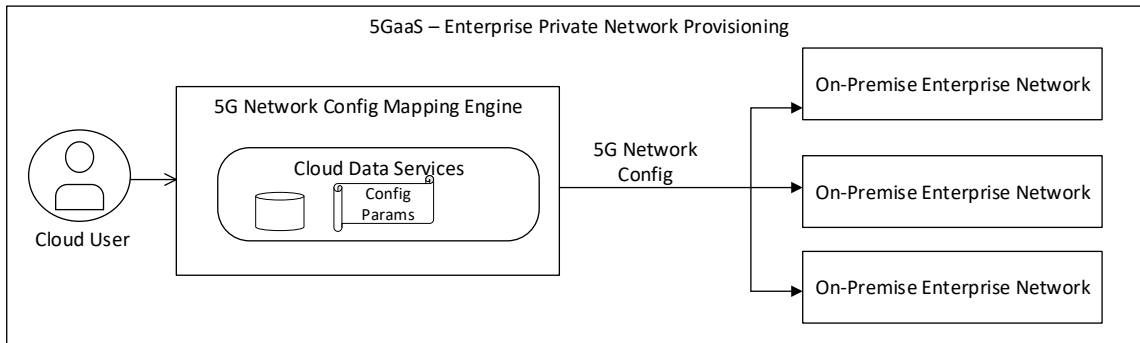 5GaaS – Enterprise Private Network Provisioning
Cloud User
5G Network Config Mapping Engine
Cloud Data Services
Config
Params
5G Network
Config
On-Premise Enterprise Network
On-Premise Enterprise Network
On-Premise Enterprise Network